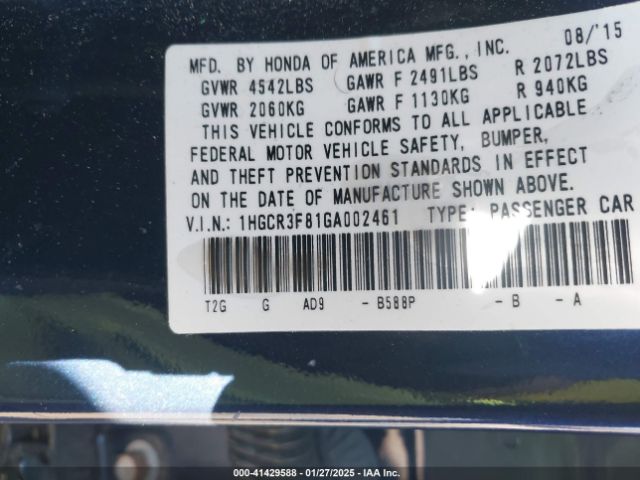 MFD. BY HONDA OF AMERICA MFG., INC. 08/'15
GVWR 4542LBS GAWR F 2491LBS R 2072LBS
GVWR 2060KG GAWR F 1130KG R 940KG
THIS VEHICLE CONFORMS TO ALL APPLICABLE
FEDERAL MOTOR VEHICLE SAFETY, BUMPER,
AND THEFT PREVENTION STANDARDS IN EFFECT
ON THE DATE OF MANUFACTURE SHOWN ABOVE.
V.I.N.: 1HGCR3F81GA002461 TYPE: PASSENGER CAR
T2G G AD9 - B588P - B - A
000-41429588 - 01/27/2025 - IAA Inc.